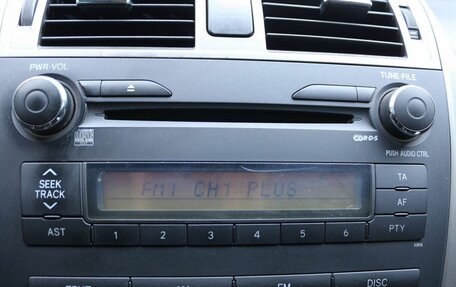 PWR·VOL
TUNE·FILE
R·D·S
PUSH AUDIO CTRL
SEEK
TRACK
FM1 CH1 PLUS
TA
AF
AST 1 2 3 4 5 6 PTY
FM
DISC